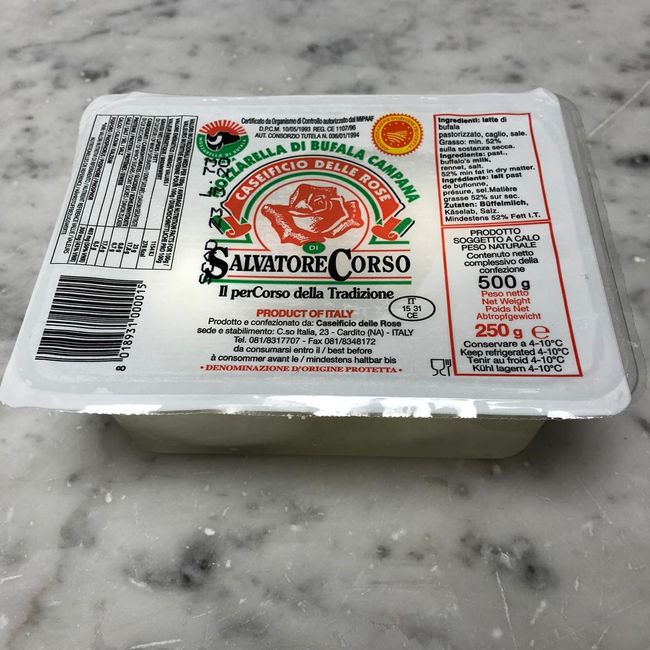 Certificato da Organismo di Controllo autorizzato dal MIPAAF
D.P.C.M. 10/05/1993 REG. CE 1107/96
AUT. CONSORZIO TUTELA N. 036/01/1994
MOZZARELLA DI BUFALA CAMPANA
CASEIFICIO DELLE ROSE
DI
SALVATORE CORSO
Il perCorso della Tradizione
PRODUCT OF ITALY
Prodotto e confezionato da: Caseificio delle Rose
sede e stabilimento: C.so Italia, 23 - Cardito (NA) - ITALY
Tel. 081/8317707 - Fax 081/8348172
da consumarsi entro il / best before
à consommer avant le / mindestens haltbar bis
• DENOMINAZIONE D'ORIGINE PROTETTA •
IT
15 31
CE
8 018931 000015
Ingredienti: latte di
bufala
pastorizzato, caglio, sale.
Grasso: min. 52%
sulla sostanza secca.
Ingredients: past.,
buffalo's milk,
rennet, salt.
52% min fat in dry matter.
Ingrédients: lait past
de buflonne,
présure, sel.Matière
grasse 52% sur sec.
Zutaten: Büffelmilch,
Käselab, Salz.
Mindestens 52% Fett I.T.
PRODOTTO
SOGGETTO A CALO
PESO NATURALE
Contenuto netto
complessivo della
confezione
500 g
Peso netto
Net Weight
Poids Net
Abtropfgewicht
250 g e
Conservare a 4-10°C
Keep refrigerated 4-10°C
Tenir au froid 4-10°C
Kühl lagern 4-10°C